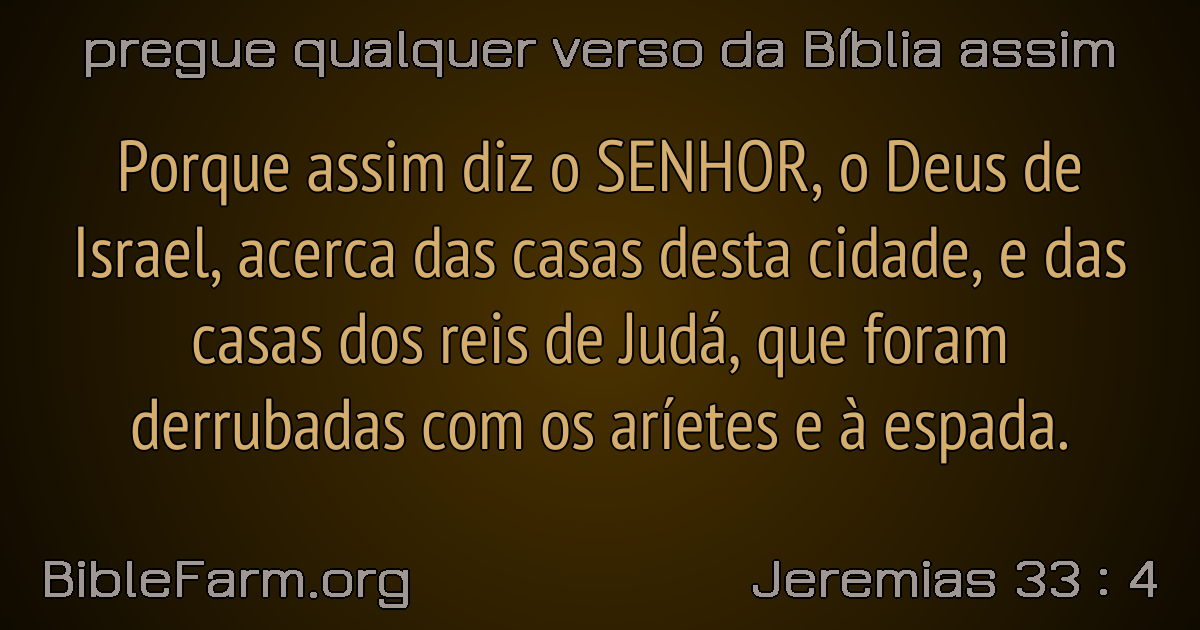 pregue qualquer verso da Bíblia assim
Porque assim diz o SENHOR, o Deus de
Israel, acerca das casas desta cidade, e das
casas dos reis de Judá, que foram
derrubadas com os aríetes e à espada.
BibleFarm.org
Jeremias 33 : 4